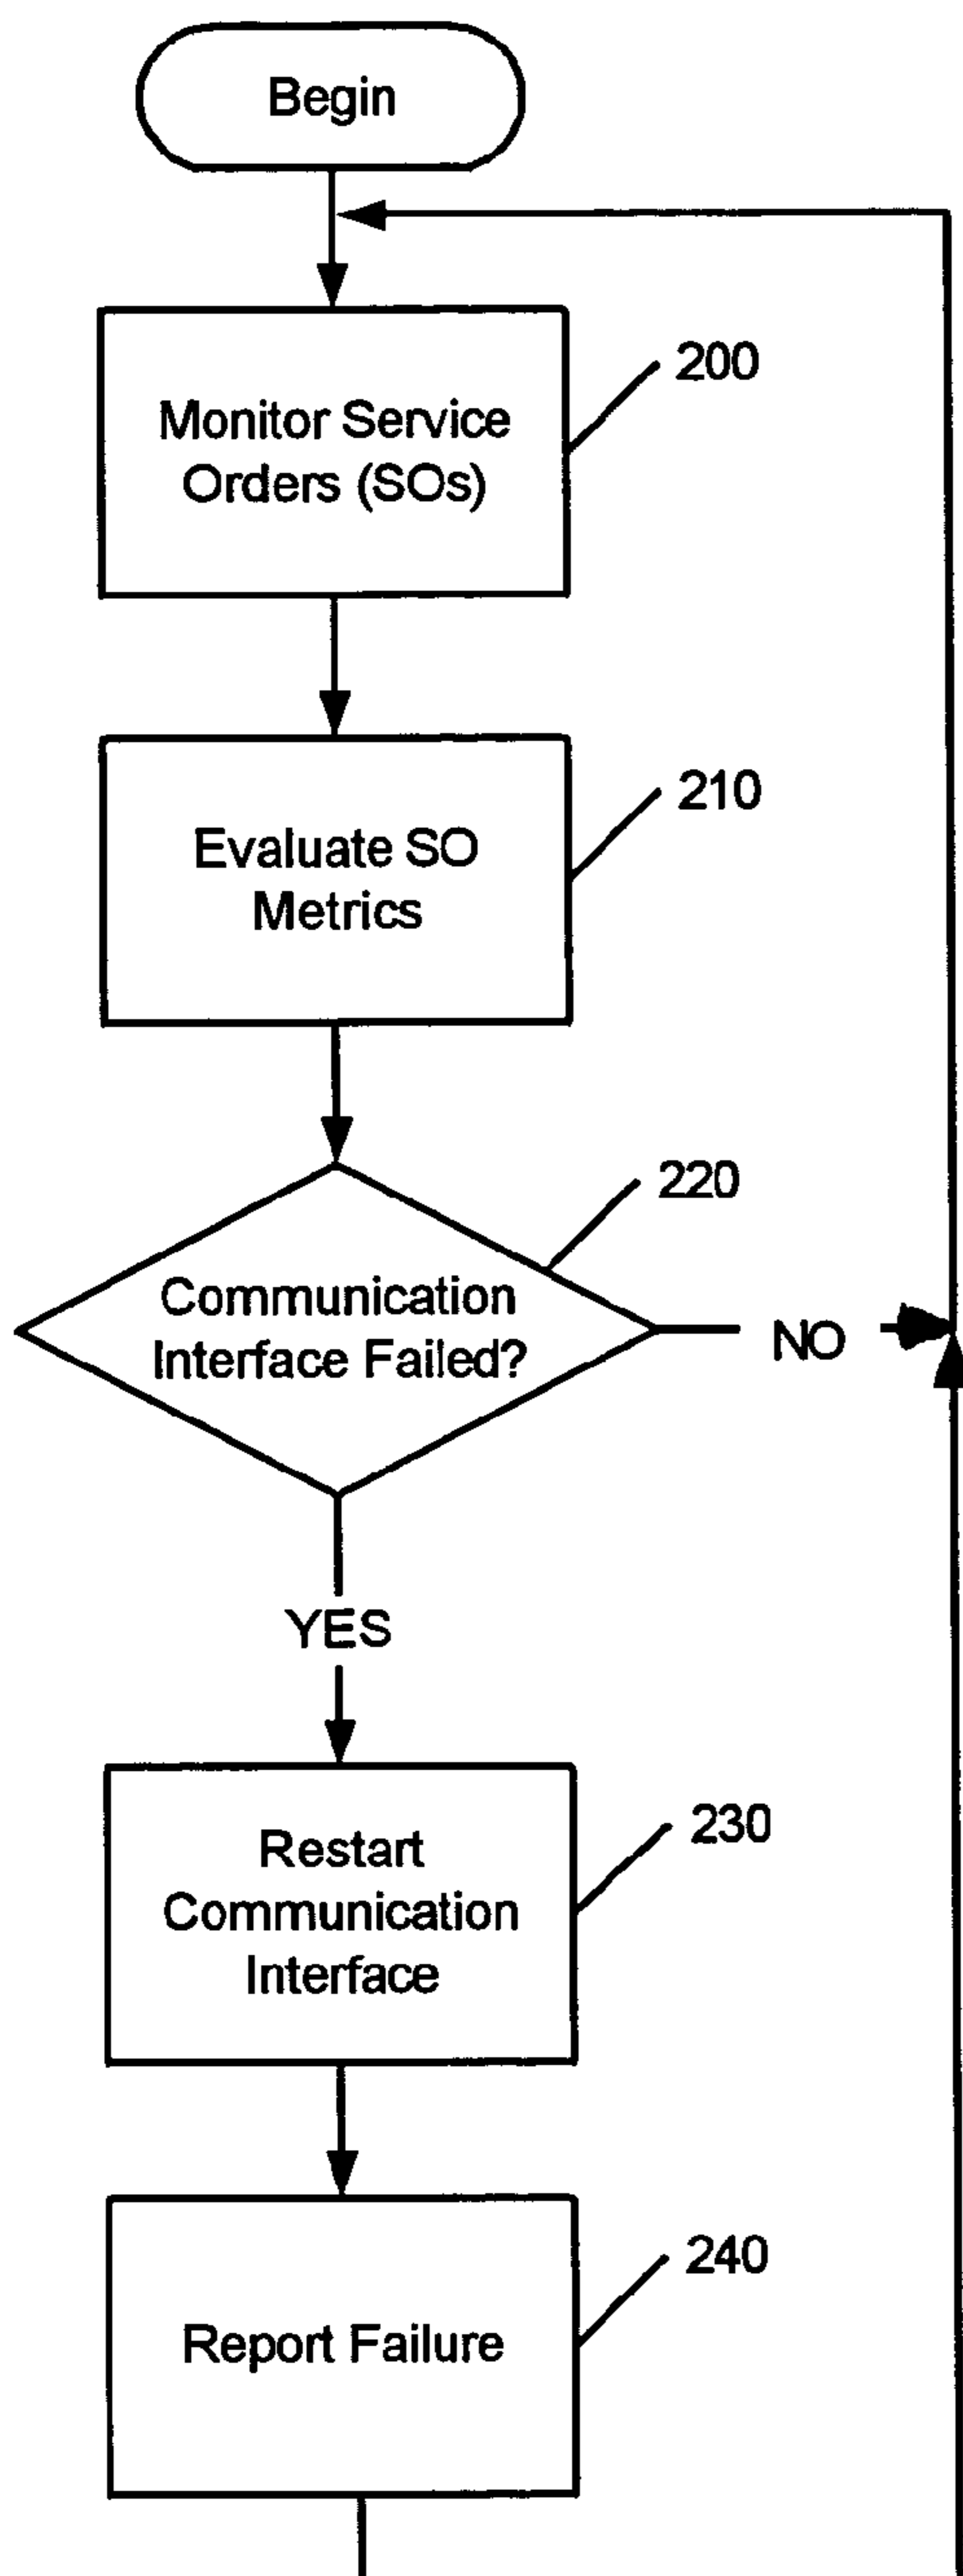 Begin
200
Monitor Service
Orders (SOs)
210
Evaluate SO
Metrics
220
Communication
Interface Failed?
NO
YES
230
Restart
Communication
Interface
240
Report Failure